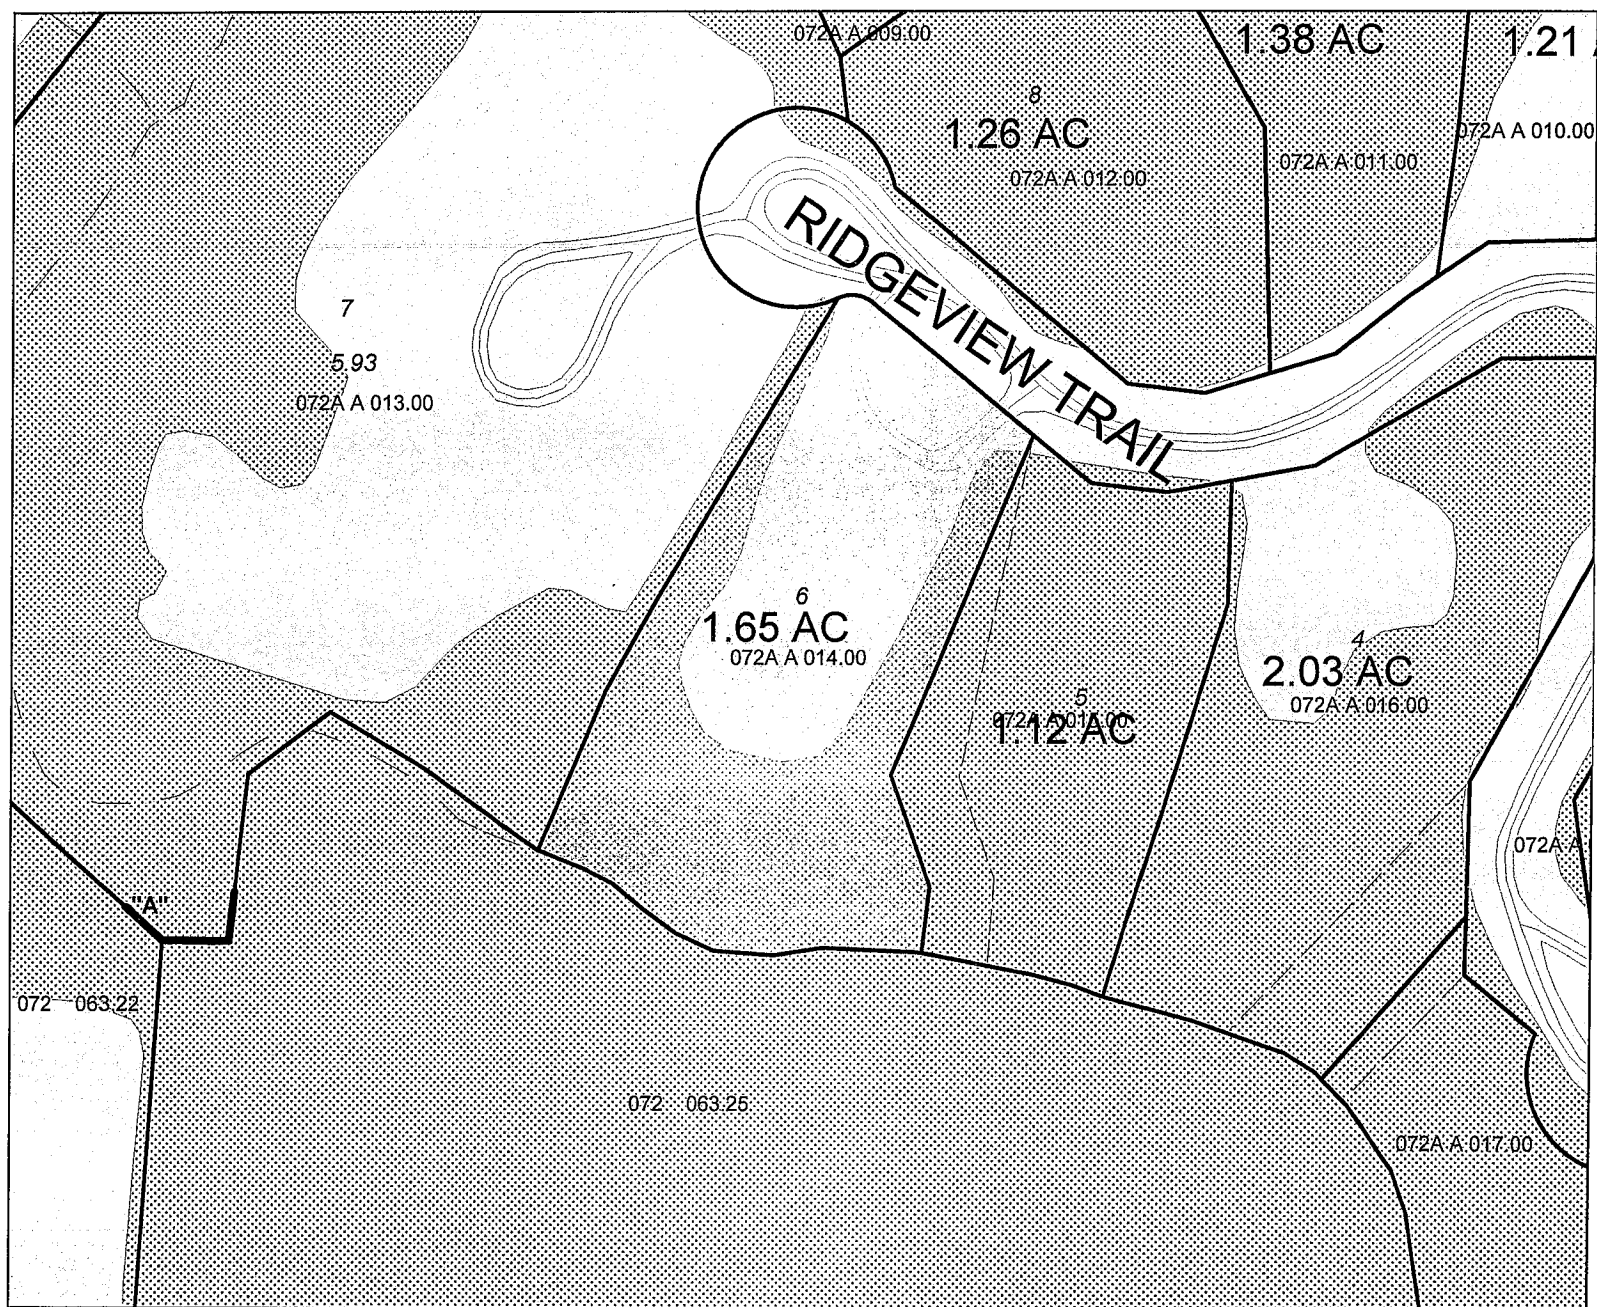 072A A 009.00
1.38 AC
1.21
8
1.26 AC
072A A 012.00
072A A 011.00
072A A 010.00
RIDGEVIEW TRAIL
7
5.93
072A A 013.00
6
1.65 AC
072A A 014.00
5
1.12 AC
4
2.03 AC
072A A 016.00
072A A
"A"
072 063.22
072 063.25
072A A 017.00